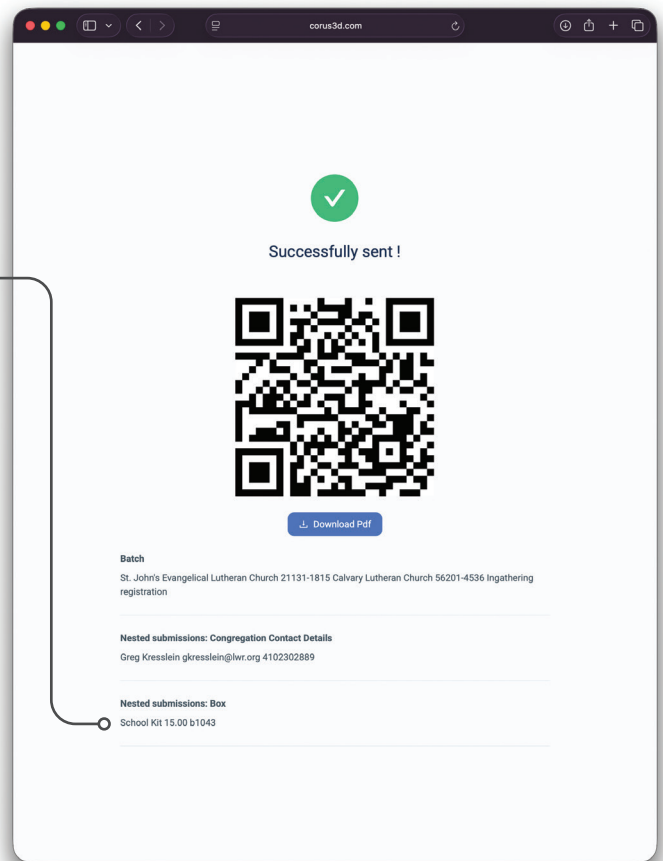 corus3d.com
Successfully sent !
Download Pdf
Batch
St. John's Evangelical Lutheran Church 21131-1815 Calvary Lutheran Church 56201-4536 Ingathering
registration
Nested submissions: Congregation Contact Details
Greg Kresslein gkresslein@lwr.org 4102302889
Nested submissions: Box
School Kit 15.00 b1043